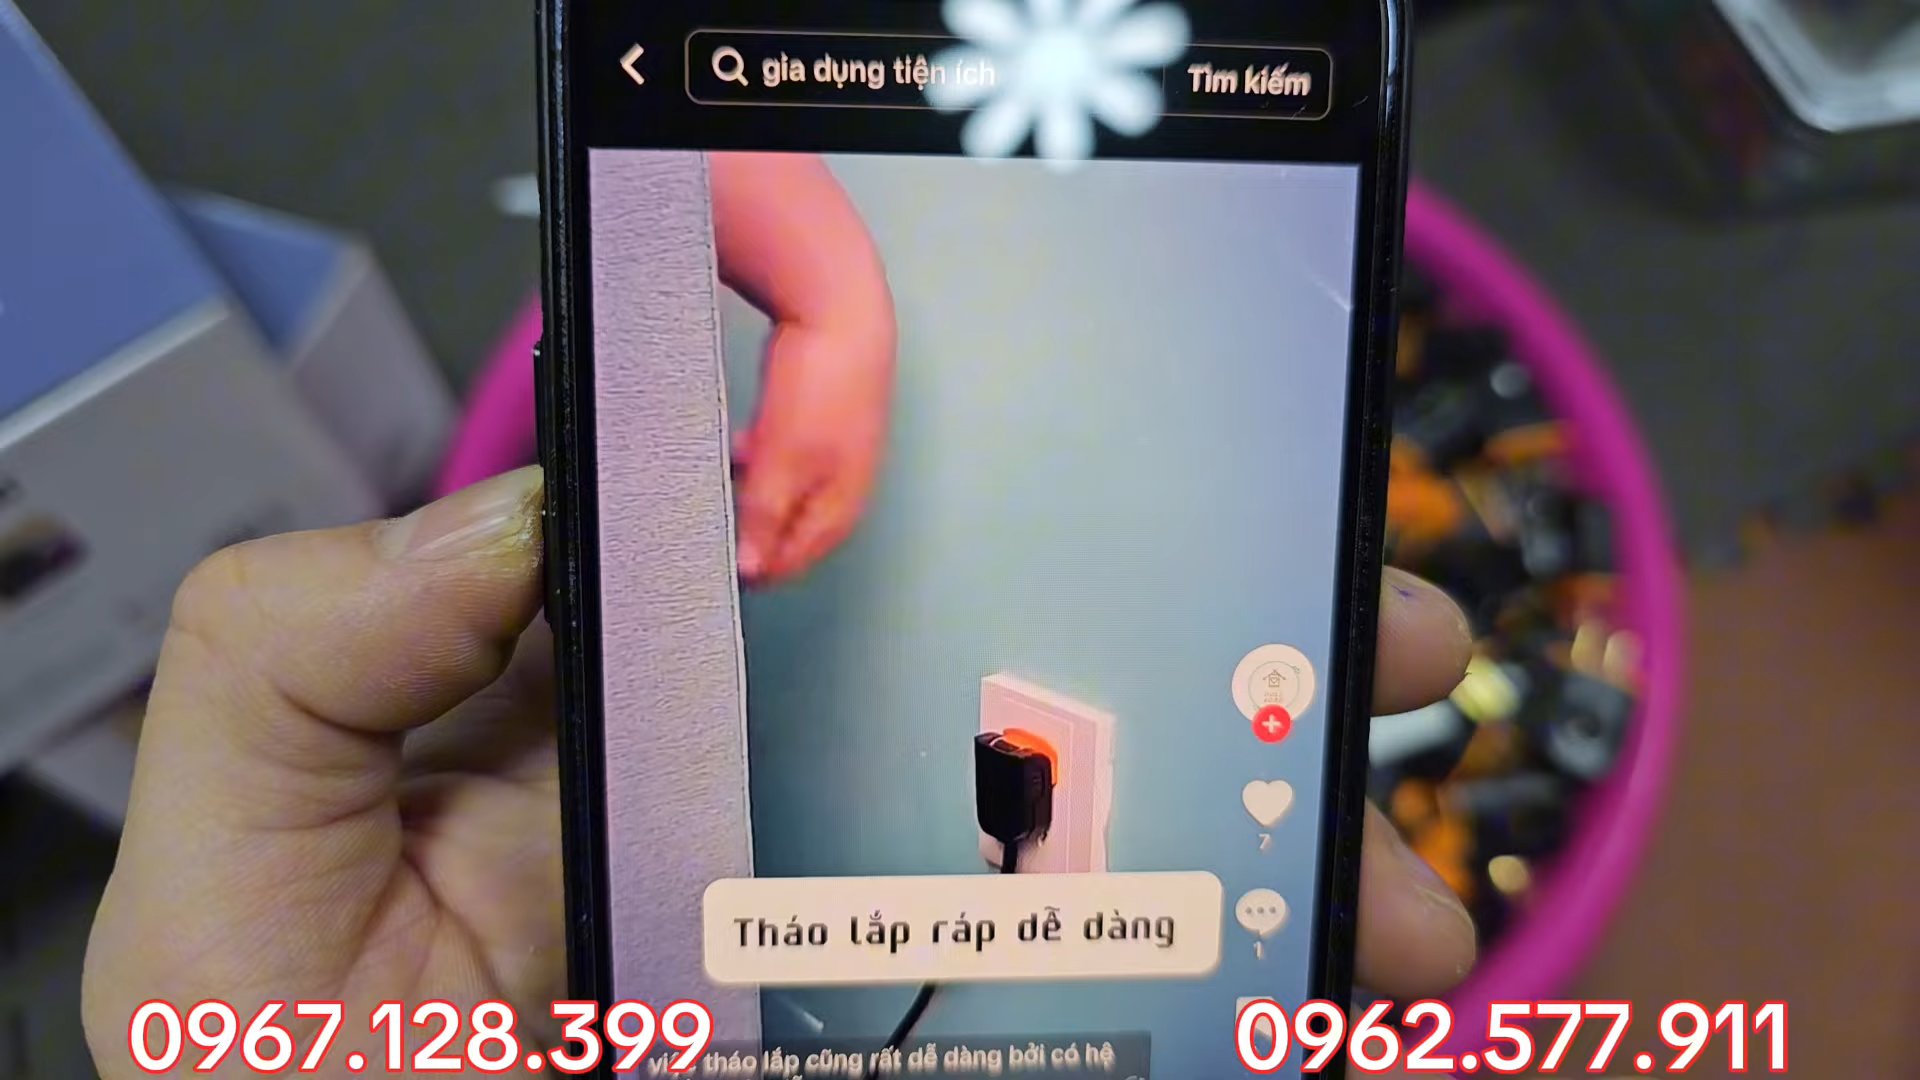 gia dụng tiện ích
Tìm kiếm
7
Tháo lắp ráp dễ dàng
1
việc tháo lắp cũng rất dễ dàng bởi có hệ
0967.128.399
0962.577.911